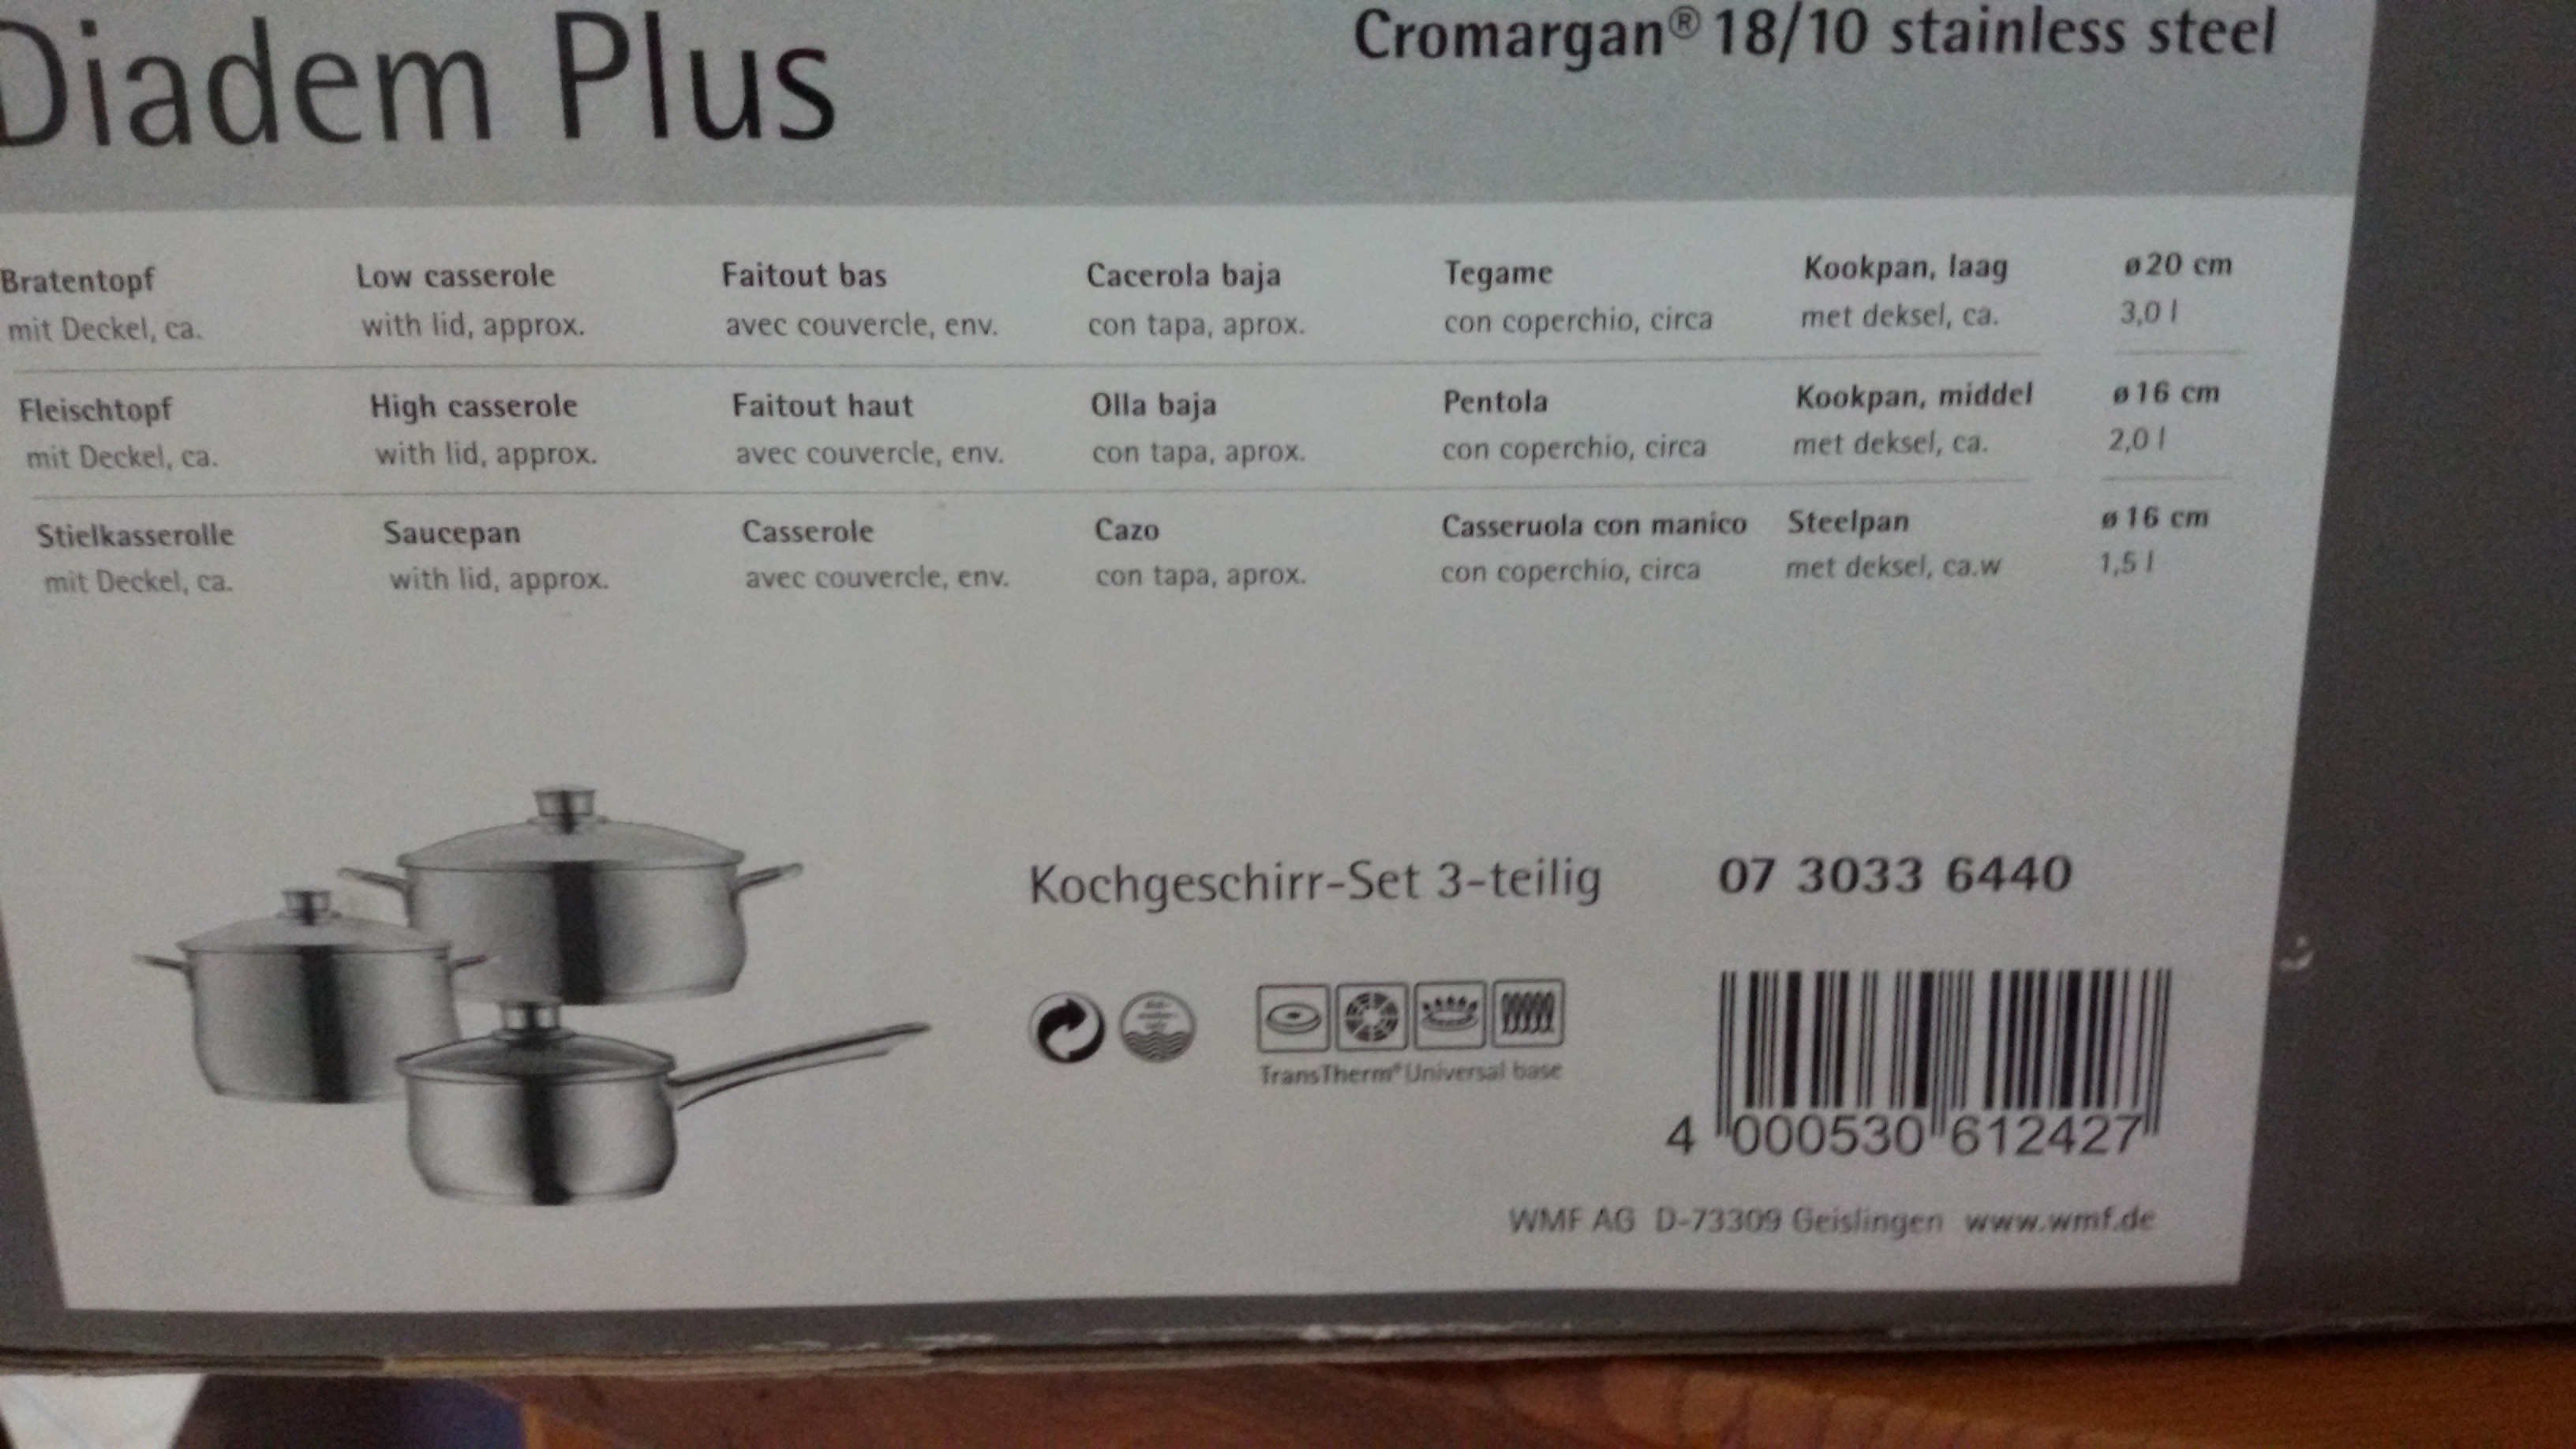 Diadem Plus
Cromargan® 18/10 stainless steel
Bratentopf Low casserole Faitout bas Cacerola baja Tegame Kookpan, laag ø 20 cm
mit Deckel, ca. with lid, approx. avec couvercle, env. con tapa, aprox. con coperchio, circa met deksel, ca. 3,0 l
Fleischtopf High casserole Faitout haut Olla baja Pentola Kookpan, middel ø 16 cm
mit Deckel, ca. with lid, approx. avec couvercle, env. con tapa, aprox. con coperchio, circa met deksel, ca. 2,0 l
Stielkasserolle Saucepan Casserole Cazo Casseruola con manico Steelpan ø 16 cm
mit Deckel, ca. with lid, approx. avec couvercle, env. con tapa, aprox. con coperchio, circa met deksel, ca.w 1,5 l
Kochgeschirr-Set 3-teilig 07 3033 6440
TransTherm® Universal base
4 000530 612427
WMF AG D-73309 Geislingen www.wmf.de